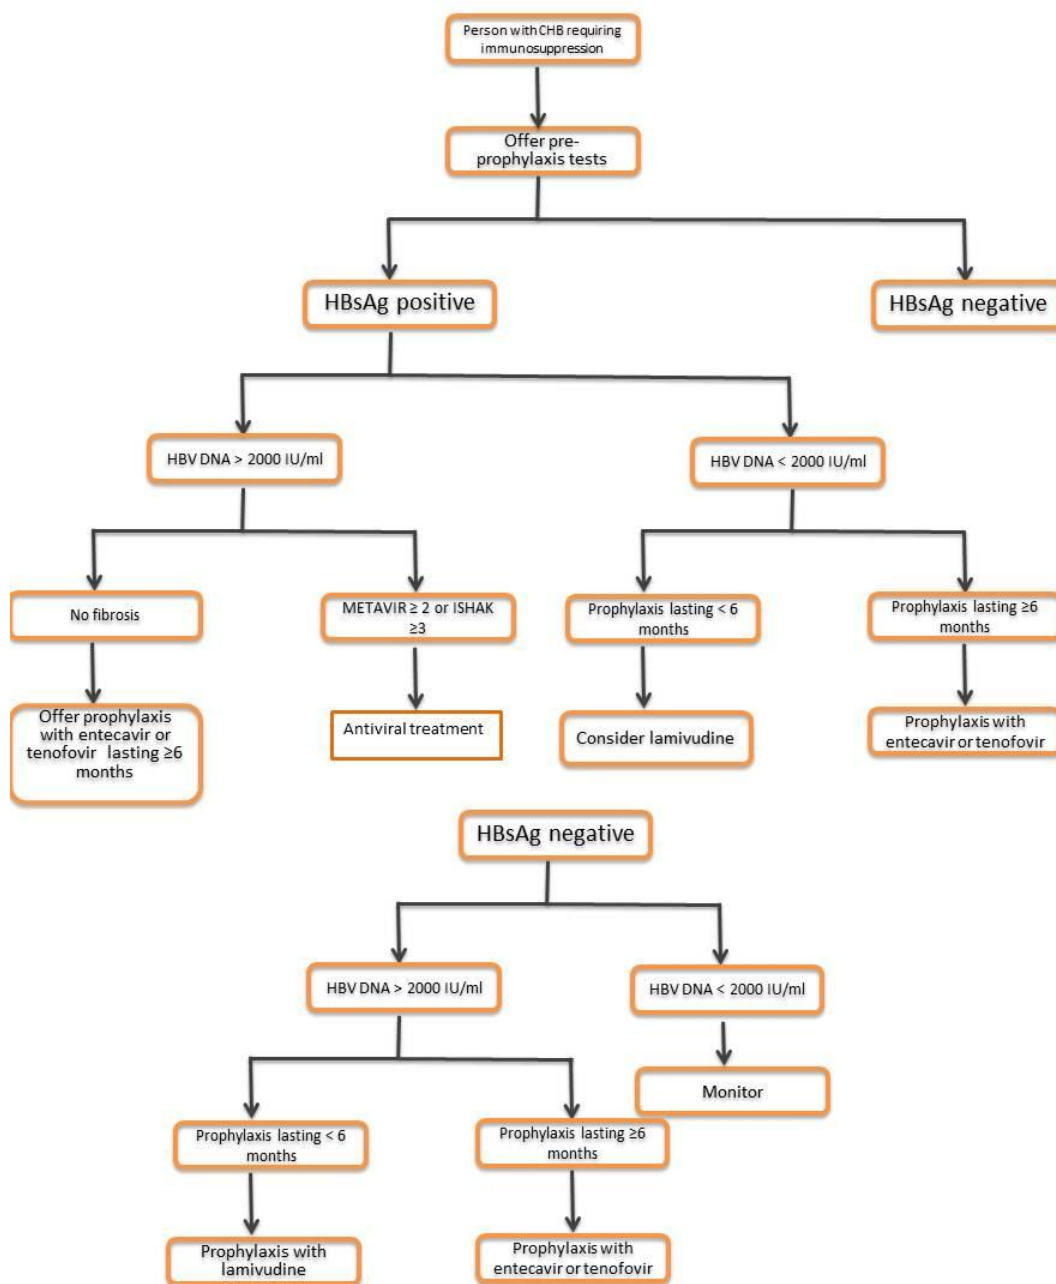 Person with CHB requiring
immunosuppression
Offer pre-
prophylaxis tests
HBsAg positive
HBsAg negative
HBV DNA > 2000 IU/ml
HBV DNA < 2000 IU/ml
No fibrosis
METAVIR ≥ 2 or ISHAK
≥3
Prophylaxis lasting < 6
months
Prophylaxis lasting ≥6
months
Offer prophylaxis
with entecavir or
tenofovir lasting ≥6
months
Antiviral treatment
Consider lamivudine
Prophylaxis with
entecavir or tenofovir
HBsAg negative
HBV DNA > 2000 IU/ml
HBV DNA < 2000 IU/ml
Monitor
Prophylaxis lasting < 6
months
Prophylaxis lasting ≥6
months
Prophylaxis with
lamivudine
Prophylaxis with
entecavir or tenofovir